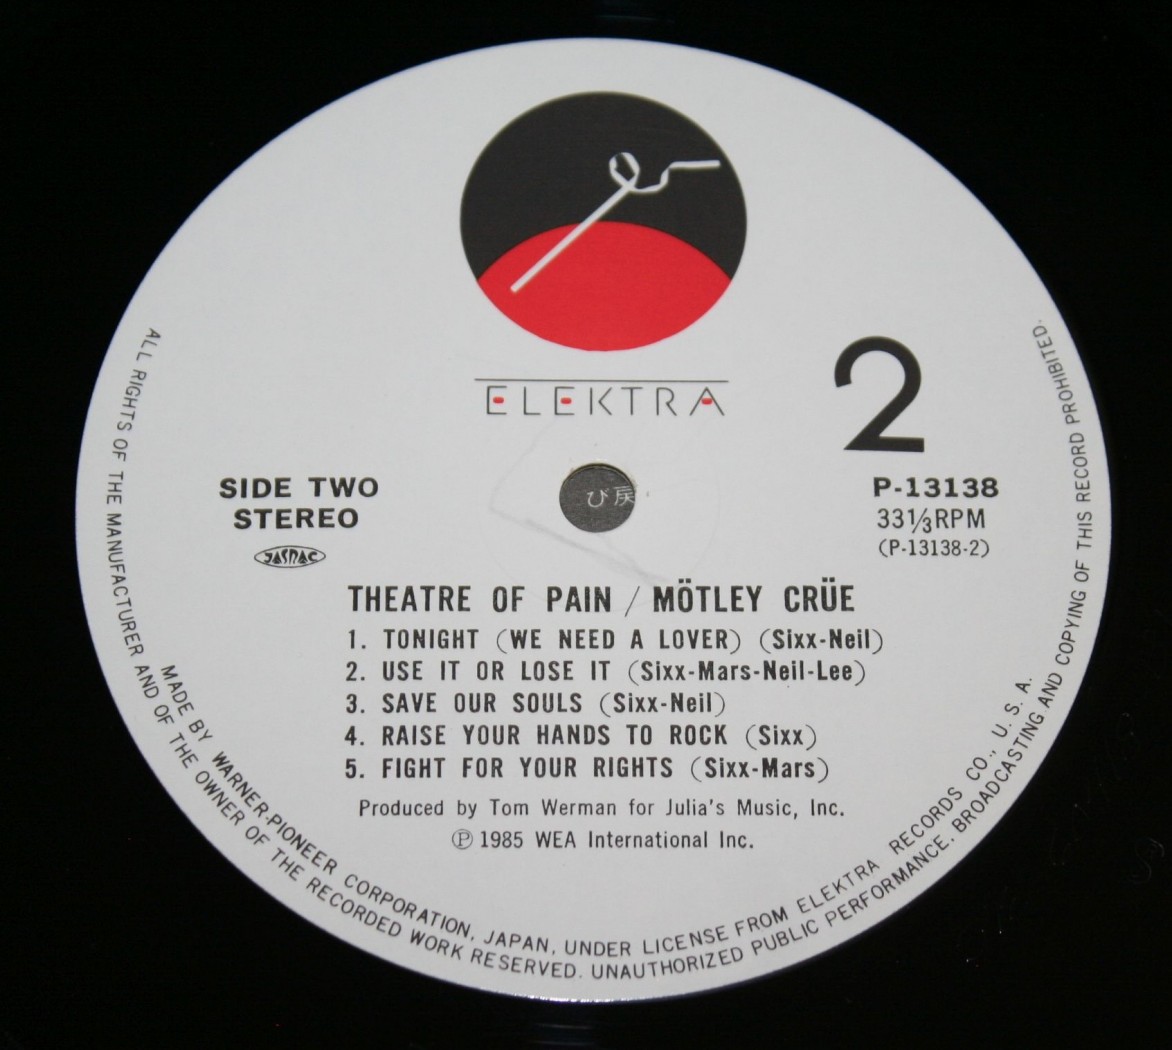 ELEKTRA
2
SIDE TWO
STEREO
JASRAC
P-13138
33 1/3 RPM
(P-13138-2)
び戻
THEATRE OF PAIN / MÖTLEY CRÜE
1. TONIGHT (WE NEED A LOVER) (Sixx-Neil)
2. USE IT OR LOSE IT (Sixx-Mars-Neil-Lee)
3. SAVE OUR SOULS (Sixx-Neil)
4. RAISE YOUR HANDS TO ROCK (Sixx)
5. FIGHT FOR YOUR RIGHTS (Sixx-Mars)
Produced by Tom Werman for Julia's Music, Inc.
Ⓟ 1985 WEA International Inc.
MADE BY WARNER-PIONEER CORPORATION, JAPAN, UNDER LICENSE FROM ELEKTRA RECORDS CO., U. S. A.
ALL RIGHTS OF THE MANUFACTURER AND OF THE OWNER OF THE RECORDED WORK RESERVED. UNAUTHORIZED PUBLIC PERFORMANCE, BROADCASTING AND COPYING OF THIS RECORD PROHIBITED.